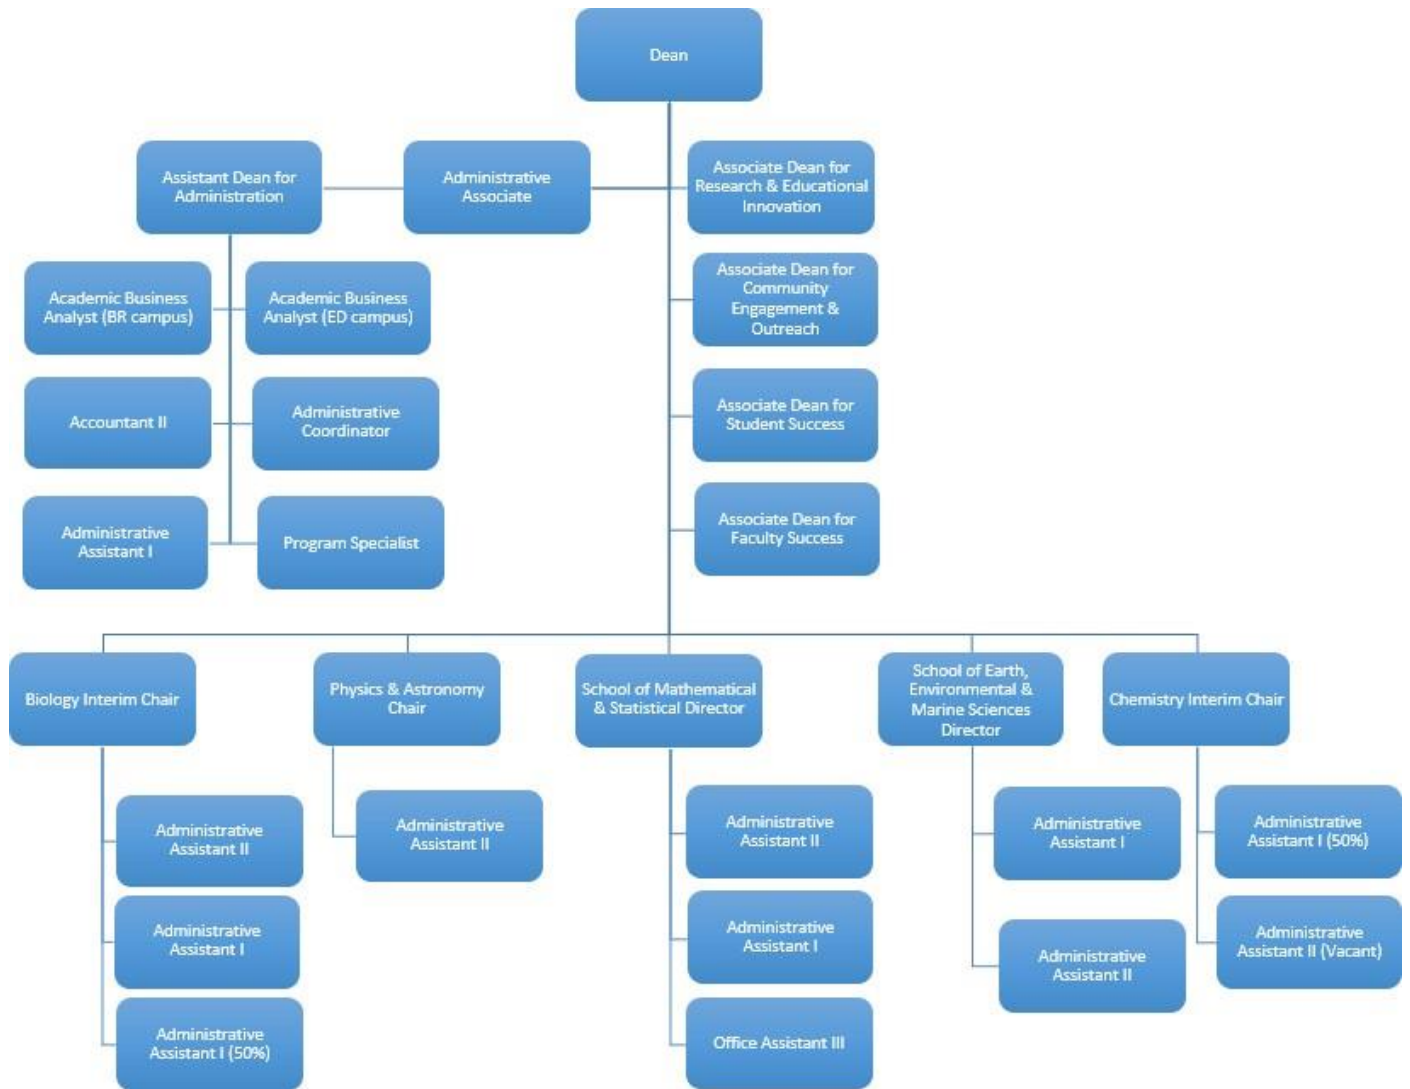 Dean
Assistant Dean for
Administration
Administrative
Associate
Associate Dean for
Research & Educational
Innovation
Academic Business
Analyst (BR campus)
Academic Business
Analyst (ED campus)
Associate Dean for
Community
Engagement &
Outreach
Accountant II
Administrative
Coordinator
Associate Dean for
Student Success
Administrative
Assistant I
Program Specialist
Associate Dean for
Faculty Success
Biology Interim Chair
Physics & Astronomy
Chair
School of Mathematical
& Statistical Director
School of Earth,
Environmental &
Marine Sciences
Director
Chemistry Interim Chair
Administrative
Assistant II
Administrative
Assistant I
Administrative
Assistant I (50%)
Administrative
Assistant II
Administrative
Assistant II
Administrative
Assistant I
Office Assistant III
Administrative
Assistant I
Administrative
Assistant II
Administrative
Assistant I (50%)
Administrative
Assistant II (Vacant)